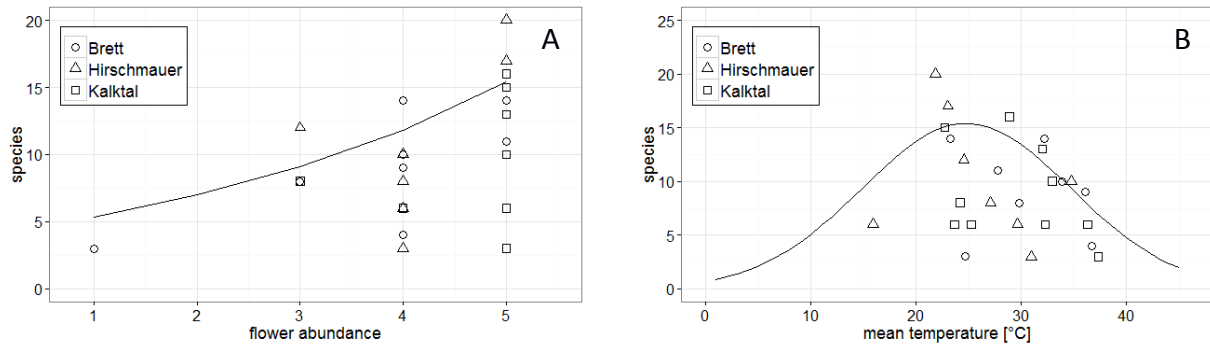 A
Brett
Hirschmauer
Kalktal
species
20
15
10
5
0
1 2 3 4 5
flower abundance
B
Brett
Hirschmauer
Kalktal
species
25
20
15
10
5
0
0 10 20 30 40
mean temperature [°C]